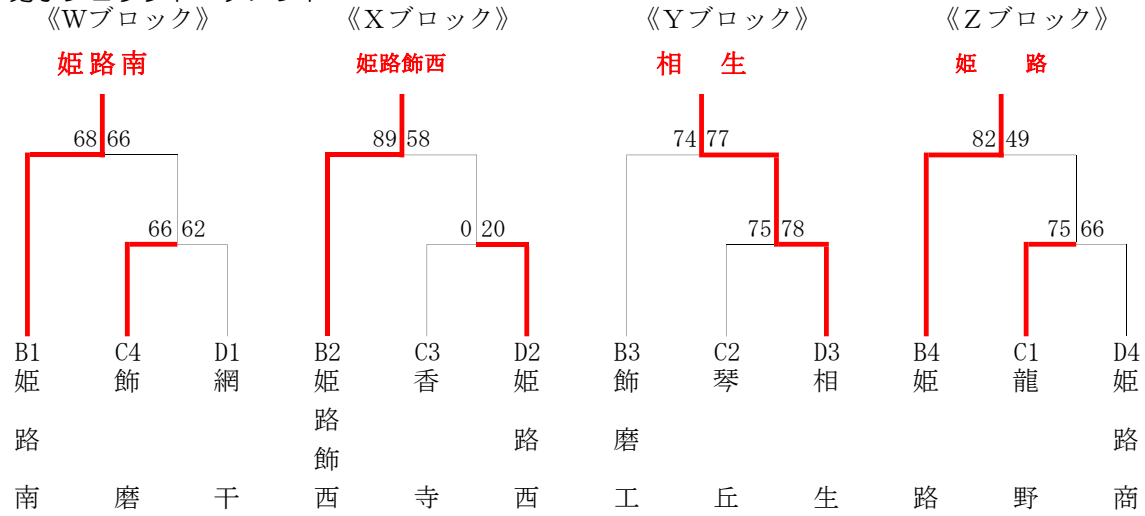 《Wブロック》 《Xブロック》 《Yブロック》 《Zブロック》
姫路南 姫路飾西 相 生 姫 路
68 66 89 58 74 77 82 49
66 62 0 20 75 78 75 66
B1 C4 D1 B2 C3 D2 B3 C2 D3 B4 C1 D4
姫路南 飾磨 網干 姫路飾西 香寺 姫路西 飾磨工 琴丘 相生 姫路 龍野 姫路商